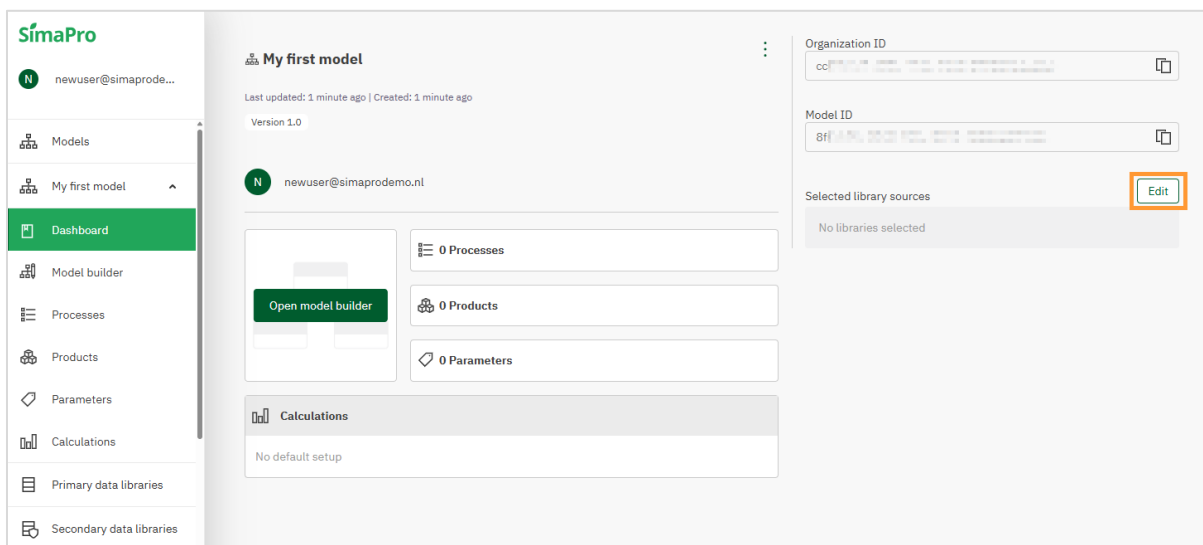 SimaPro
N newuser@simaprode...
Models
My first model
Dashboard
Model builder
Processes
Products
Parameters
Calculations
Primary data libraries
Secondary data libraries
My first model
Last updated: 1 minute ago | Created: 1 minute ago
Version 1.0
N newuser@simaprodemo.nl
Open model builder
0 Processes
0 Products
0 Parameters
Calculations
No default setup
Organization ID
Model ID
Selected library sources
Edit
No libraries selected